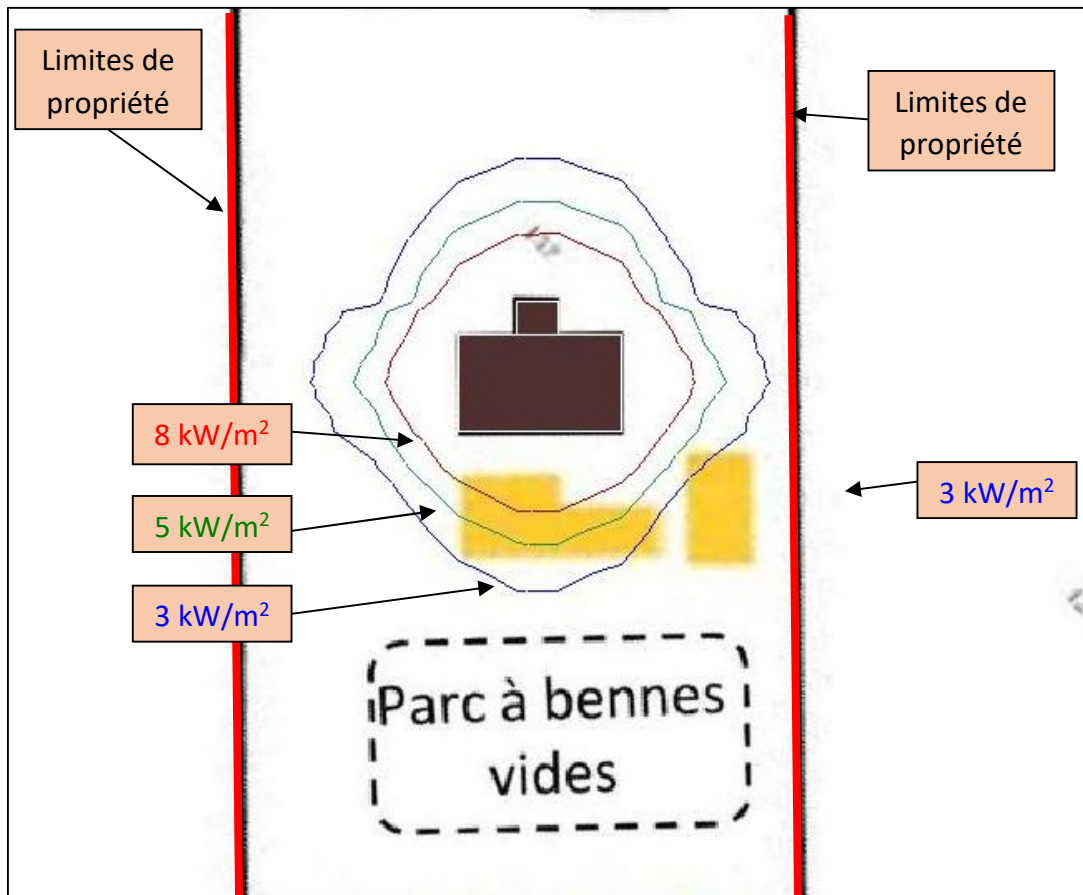 Limites de
propriété
Limites de
propriété
8 kW/m²
5 kW/m²
3 kW/m²
3 kW/m²
Parc à bennes
vides